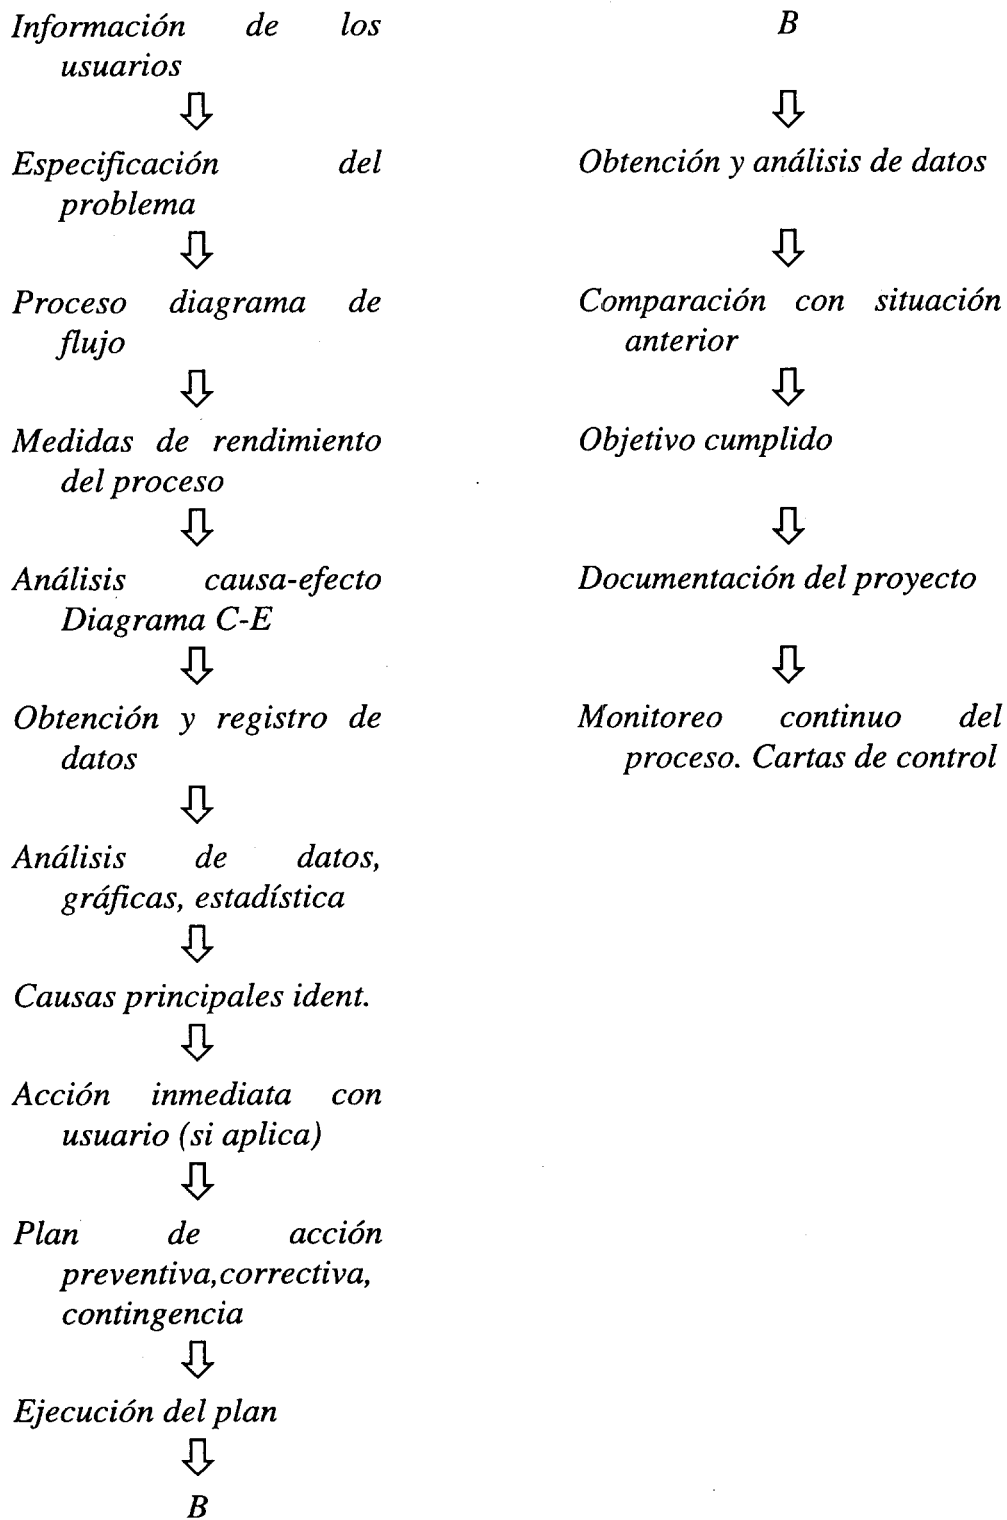 Información de los
usuarios
Especificación del
problema
Proceso diagrama de
flujo
Medidas de rendimiento
del proceso
Análisis causa-efecto
Diagrama C-E
Obtención y registro de
datos
Análisis de datos,
gráficas, estadística
Causas principales ident.
Acción inmediata con
usuario (si aplica)
Plan de acción
preventiva,correctiva,
contingencia
Ejecución del plan
B
B
Obtención y análisis de datos
Comparación con situación
anterior
Objetivo cumplido
Documentación del proyecto
Monitoreo continuo del
proceso. Cartas de control